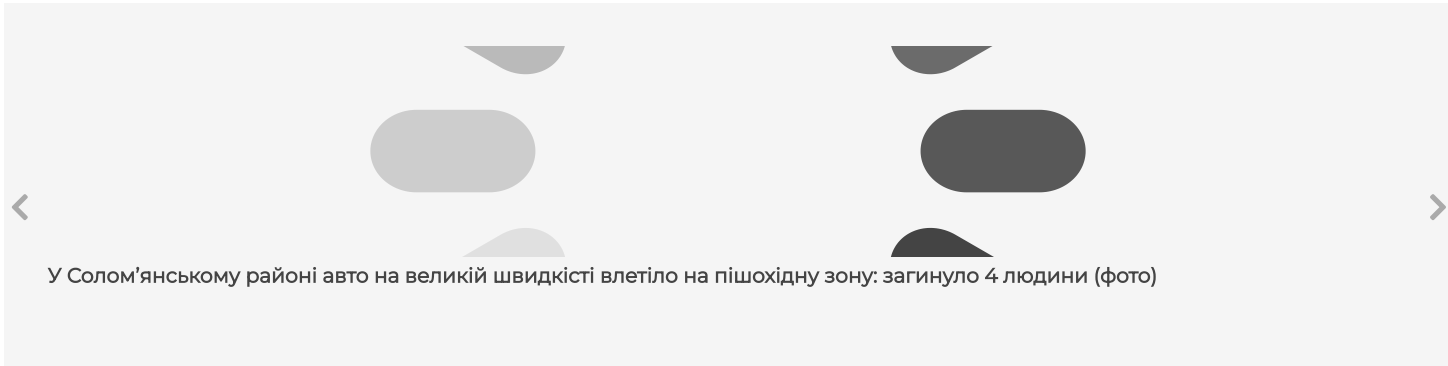 У Солом’янському районі авто на великій швидкісті влетіло на пішохідну зону: загинуло 4 людини (фото)